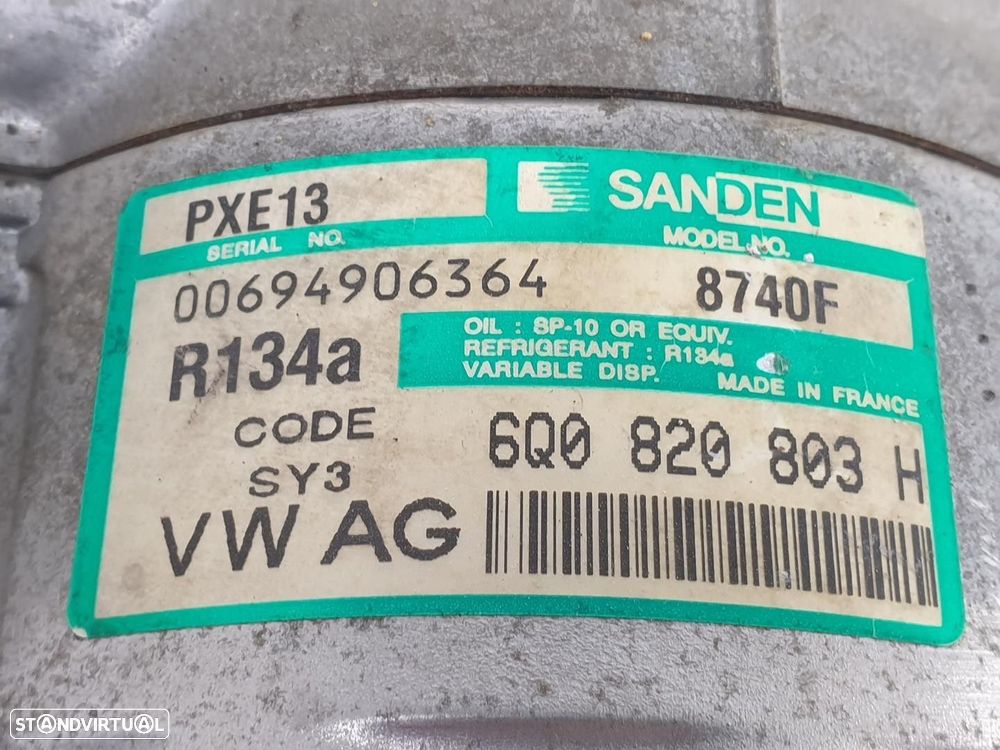 PXE13
SANDEN
SERIAL NO.
MODEL NO.
00694906364
8740F
R134a
OIL : SP-10 OR EQUIV.
REFRIGERANT : R134a
VARIABLE DISP.
MADE IN FRANCE
CODE
SY3
6Q0 820 803 H
VW AG
STANDVIRTUAL